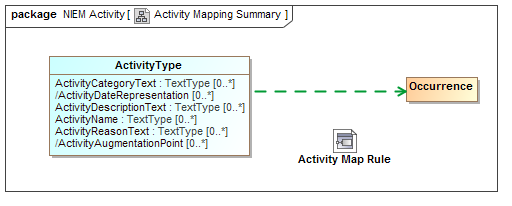 package NIEM Activity [ Activity Mapping Summary ]
ActivityType
ActivityCategoryText : TextType [0..*]
/ActivityDateRepresentation [0..*]
ActivityDescriptionText : TextType [0..*]
ActivityName : TextType [0..*]
ActivityReasonText : TextType [0..*]
/ActivityAugmentationPoint [0..*]
Occurrence
Activity Map Rule